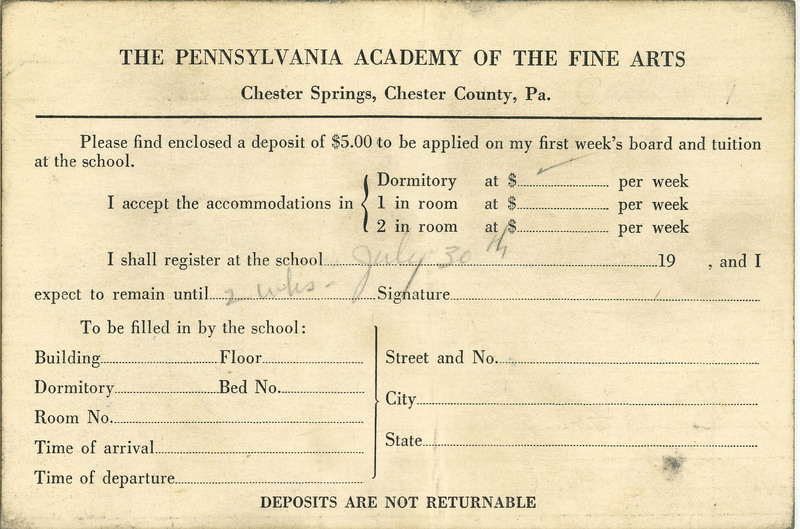 THE PENNSYLVANIA ACADEMY OF THE FINE ARTS
Chester Springs, Chester County, Pa.
Please find enclosed a deposit of $5.00 to be applied on my first week's board and tuition
at the school.
I accept the accommodations in { Dormitory at $ per week
1 in room at $ per week
2 in room at $ per week
I shall register at the school July 30th 19 , and I
expect to remain until 2 wks - Signature
To be filled in by the school:
Building Floor
Dormitory Bed No.
Room No.
Time of arrival
Time of departure
Street and No.
City
State
DEPOSITS ARE NOT RETURNABLE